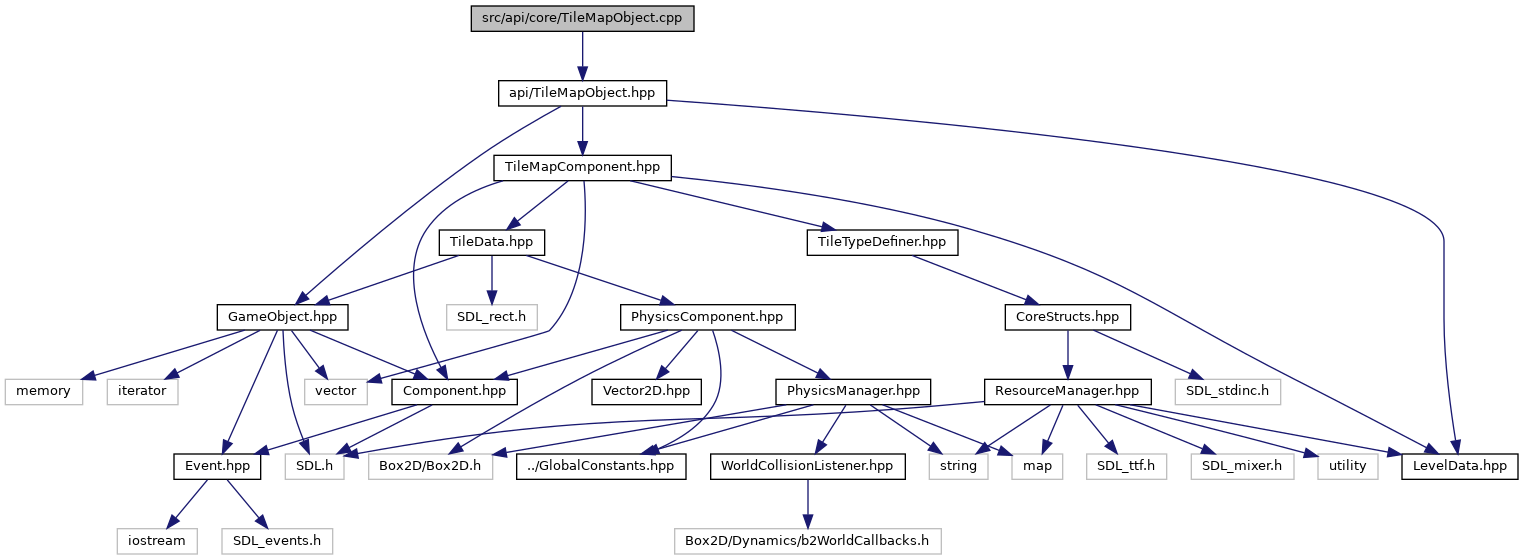 src/api/core/TileMapObject.cpp
api/TileMapObject.hpp
TileMapComponent.hpp
TileData.hpp
TileTypeDefiner.hpp
GameObject.hpp
SDL_rect.h
PhysicsComponent.hpp
CoreStructs.hpp
memory
iterator
vector
Component.hpp
Vector2D.hpp
PhysicsManager.hpp
ResourceManager.hpp
SDL_stdinc.h
Event.hpp
SDL.h
Box2D/Box2D.h
../GlobalConstants.hpp
WorldCollisionListener.hpp
string
map
SDL_ttf.h
SDL_mixer.h
utility
LevelData.hpp
iostream
SDL_events.h
Box2D/Dynamics/b2WorldCallbacks.h